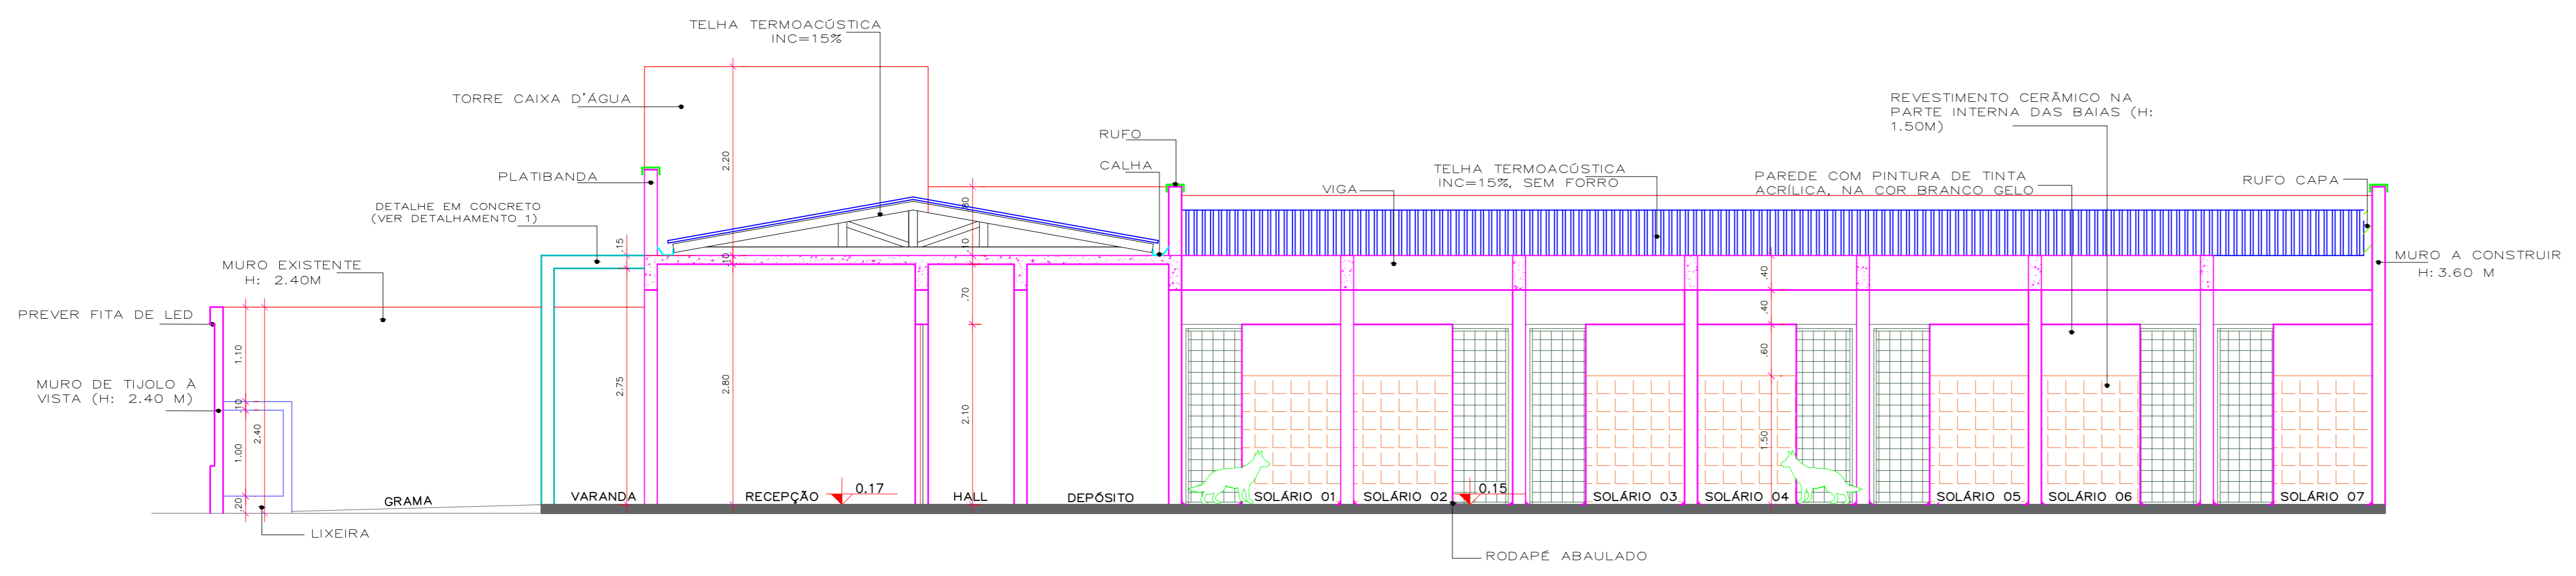 TELHA TERMOACÚSTICA
INC=15%
TORRE CAIXA D'ÁGUA
REVESTIMENTO CERÂMICO NA
PARTE INTERNA DAS BAIAS (H:
1.50M)
RUFO
2.20
CALHA
PLATIBANDA
TELHA TERMOACÚSTICA
INC=15%, SEM FORRO
VIGA
PAREDE COM PINTURA DE TINTA
ACRÍLICA, NA COR BRANCO GELO
RUFO CAPA
DETALHE EM CONCRETO
(VER DETALHAMENTO 1)
.80
.15
.10
.10
MURO EXISTENTE
H: 2.40M
MURO A CONSTRUIR
H: 3.60 M
.40
.70
.40
PREVER FITA DE LED
1.10
.60
MURO DE TIJOLO À
VISTA (H: 2.40 M)
2.75
2.80
.10
2.10
2.40
1.00
1.50
.20
GRAMA
VARANDA
RECEPÇÃO
0.17
HALL
DEPÓSITO
SOLÁRIO 01
SOLÁRIO 02
0.15
SOLÁRIO 03
SOLÁRIO 04
SOLÁRIO 05
SOLÁRIO 06
SOLÁRIO 07
LIXEIRA
RODAPÉ ABAULADO